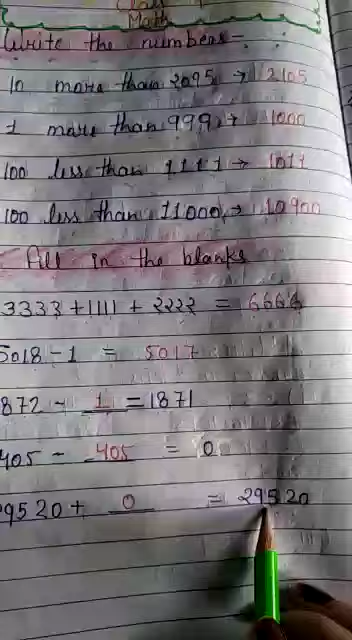 Class
Math
Write the numbers -
10 more than 2095 → 2105
1 more than 999 → 1000
100 less than 1111 → 1011
100 less than 11000 → 10900
Fill in the blanks
3333 + 1111 + 2222 = 6666
5018 - 1 = 5017
872 - 1 = 1871
405 - 405 = 0
9520 + 0 = 29520